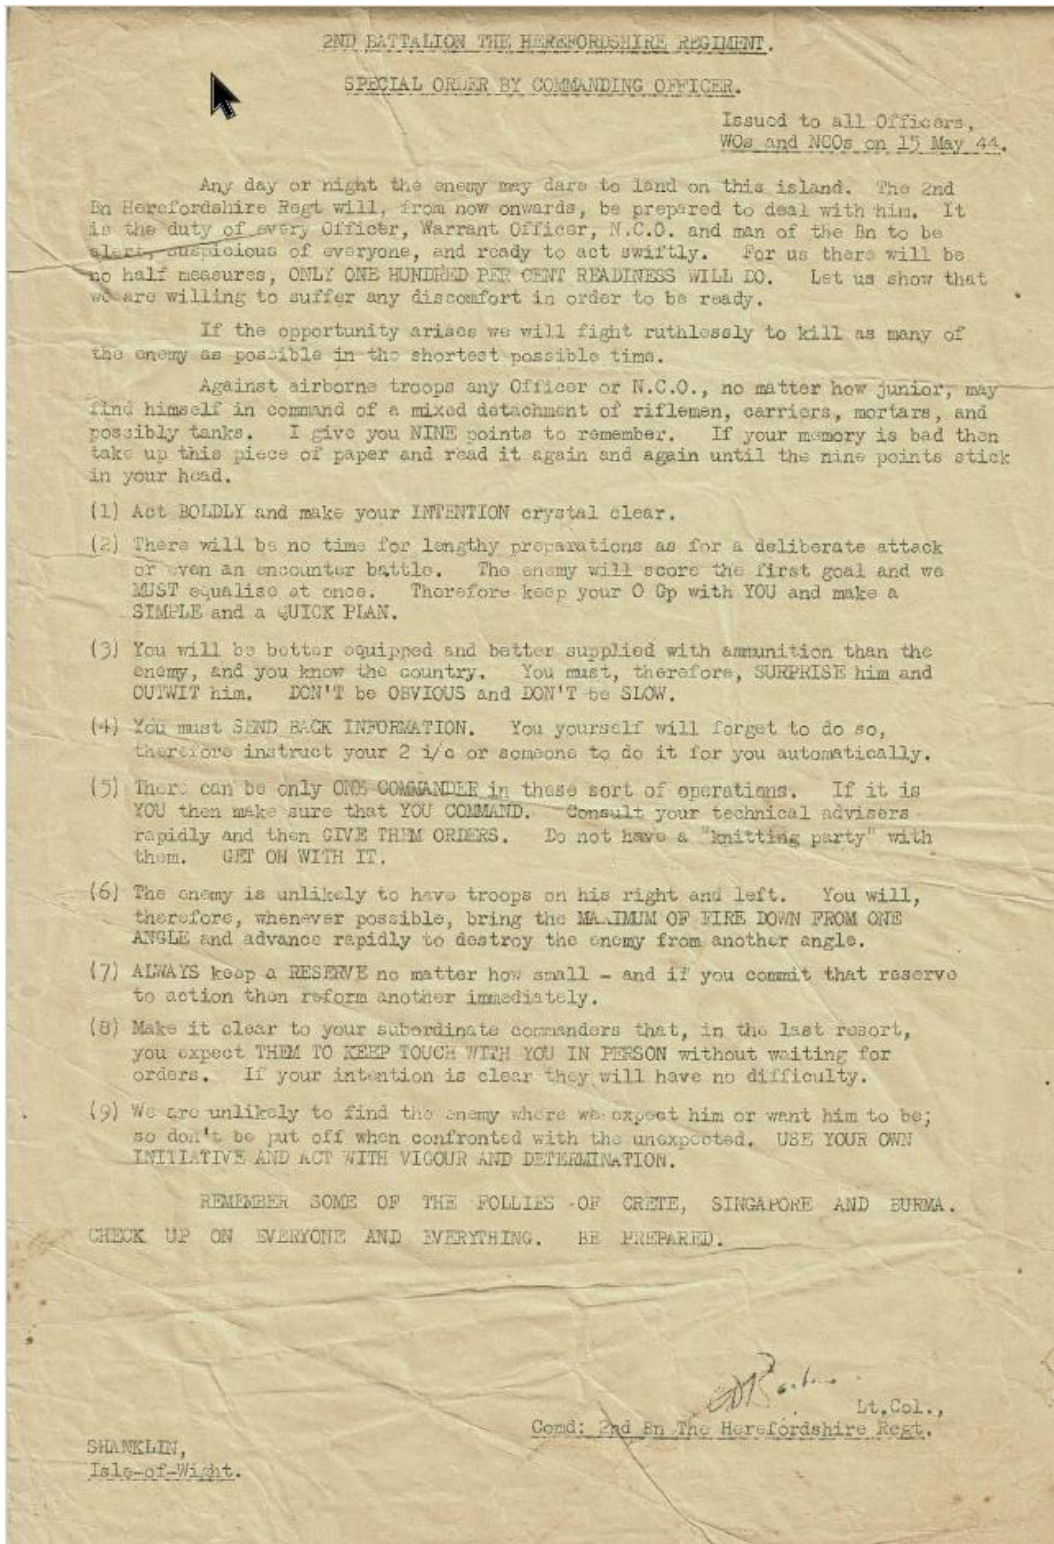 2ND BATTALION THE HEREFORDSHIRE REGIMENT.
SPECIAL ORDER BY COMMANDING OFFICER.
Issued to all Officers,
WOs and NCOs on 15 May 44.
Any day or night the enemy may dare to land on this island. The 2nd
Bn Herefordshire Regt will, from now onwards, be prepared to deal with him. It
is the duty of every Officer, Warrant Officer, N.C.O. and man of the Bn to be
alert, suspicious of everyone, and ready to act swiftly. For us there will be
no half measures, ONLY ONE HUNDRED PER CENT READINESS WILL DO. Let us show that
we are willing to suffer any discomfort in order to be ready.
If the opportunity arises we will fight ruthlessly to kill as many of
the enemy as possible in the shortest possible time.
Against airborne troops any Officer or N.C.O., no matter how junior, may
find himself in command of a mixed detachment of riflemen, carriers, mortars, and
possibly tanks. I give you NINE points to remember. If your memory is bad then
take up this piece of paper and read it again and again until the nine points stick
in your head.
(1) Act BOLDLY and make your INTENTION crystal clear.
(2) There will be no time for lengthy preparations as for a deliberate attack
or even an encounter battle. The enemy will score the first goal and we
MUST equalise at once. Therefore keep your O Gp with YOU and make a
SIMPLE and a QUICK PLAN.
(3) You will be better equipped and better supplied with ammunition than the
enemy, and you know the country. You must, therefore, SURPRISE him and
OUTWIT him. DON'T be OBVIOUS and DON'T be SLOW.
(4) You must SEND BACK INFORMATION. You yourself will forget to do so,
therefore instruct your 2 i/c or someone to do it for you automatically.
(5) There can be only ONE COMMANDER in these sort of operations. If it is
YOU then make sure that YOU COMMAND. Consult your technical advisers
rapidly and then GIVE THEM ORDERS. Do not have a "knitting party" with
them. GET ON WITH IT.
(6) The enemy is unlikely to have troops on his right and left. You will,
therefore, whenever possible, bring the MAXIMUM OF FIRE DOWN FROM ONE
ANGLE and advance rapidly to destroy the enemy from another angle.
(7) ALWAYS keep a RESERVE no matter how small - and if you commit that reserve
to action then reform another immediately.
(8) Make it clear to your subordinate commanders that, in the last resort,
you expect THEM TO KEEP TOUCH WITH YOU IN PERSON without waiting for
orders. If your intention is clear they will have no difficulty.
(9) We are unlikely to find the enemy where we expect him or want him to be;
so don't be put off when confronted with the unexpected. USE YOUR OWN
INITIATIVE AND ACT WITH VIGOUR AND DETERMINATION.
REMEMBER SOME OF THE FOLLIES OF CRETE, SINGAPORE AND BURMA.
CHECK UP ON EVERYONE AND EVERYTHING. BE PREPARED.
Lt.Col.,
Comd: 2nd Bn The Herefordshire Regt.
SHANKLIN,
Isle-of-Wight.